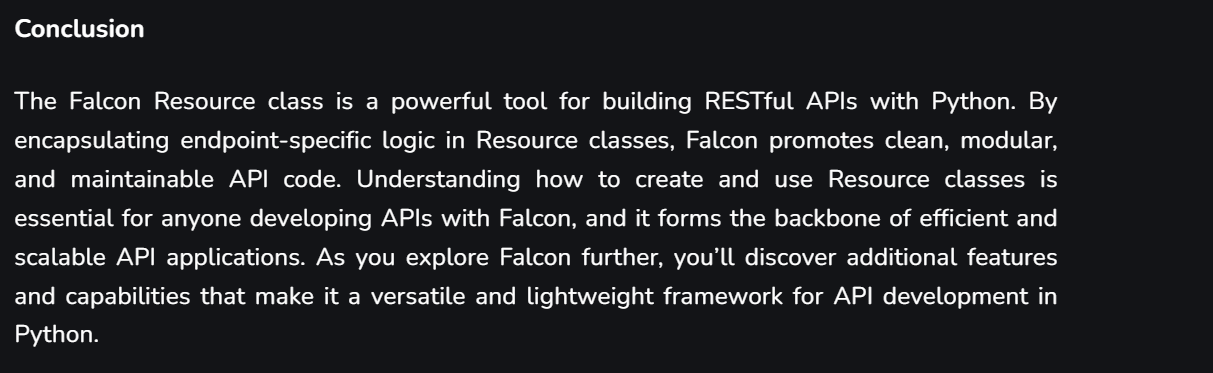 Conclusion
The Falcon Resource class is a powerful tool for building RESTful APIs with Python. By
encapsulating endpoint-specific logic in Resource classes, Falcon promotes clean, modular,
and maintainable API code. Understanding how to create and use Resource classes is
essential for anyone developing APIs with Falcon, and it forms the backbone of efficient and
scalable API applications. As you explore Falcon further, you’ll discover additional features
and capabilities that make it a versatile and lightweight framework for API development in
Python.